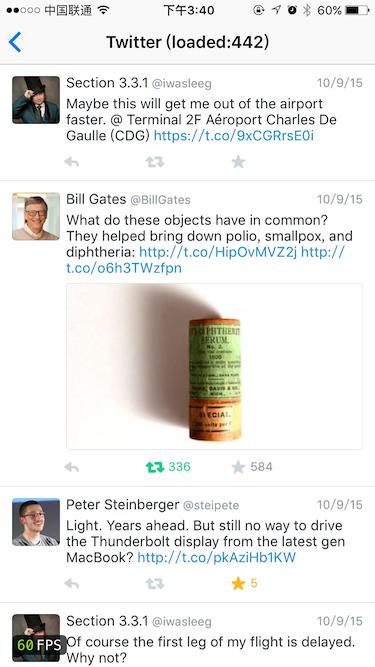 中国联通 下午3:40 60%
Twitter (loaded:442)
Section 3.3.1 @iwasleeg 10/9/15
Maybe this will get me out of the airport
faster. @ Terminal 2F Aéroport Charles De
Gaulle (CDG) https://t.co/9xCGRrsE0i
Bill Gates @BillGates 10/9/15
What do these objects have in common?
They helped bring down polio, smallpox, and
diphtheria: http://t.co/HipOvMVZ2j http://
t.co/o6h3TWzfpn
SERUM.
No. 2.
SPECIAL.
336 584
Peter Steinberger @steipete 10/9/15
Light. Years ahead. But still no way to drive
the Thunderbolt display from the latest gen
MacBook? http://t.co/pkAziHb1KW
5
Section 3.3.1 @iwasleeg 10/9/15
60 FPS Of course the first leg of my flight is delayed.
Why not?